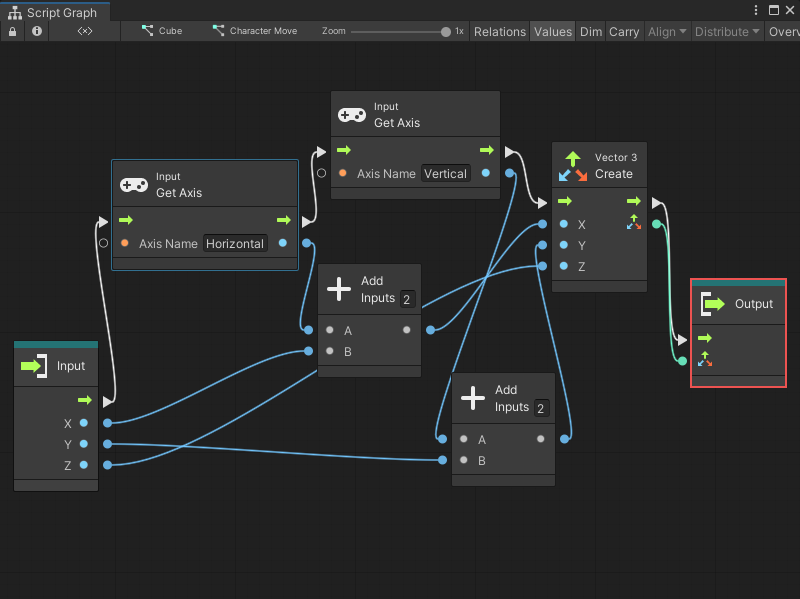 Script Graph
Cube
Character Move
Zoom
1x
Relations
Values
Dim
Carry
Align
Distribute
Overv
Input
Get Axis
Axis Name
Vertical
Input
Get Axis
Axis Name
Horizontal
Vector 3
Create
X
Y
Z
Add
Inputs
2
A
B
Output
Input
X
Y
Z
Add
Inputs
2
A
B